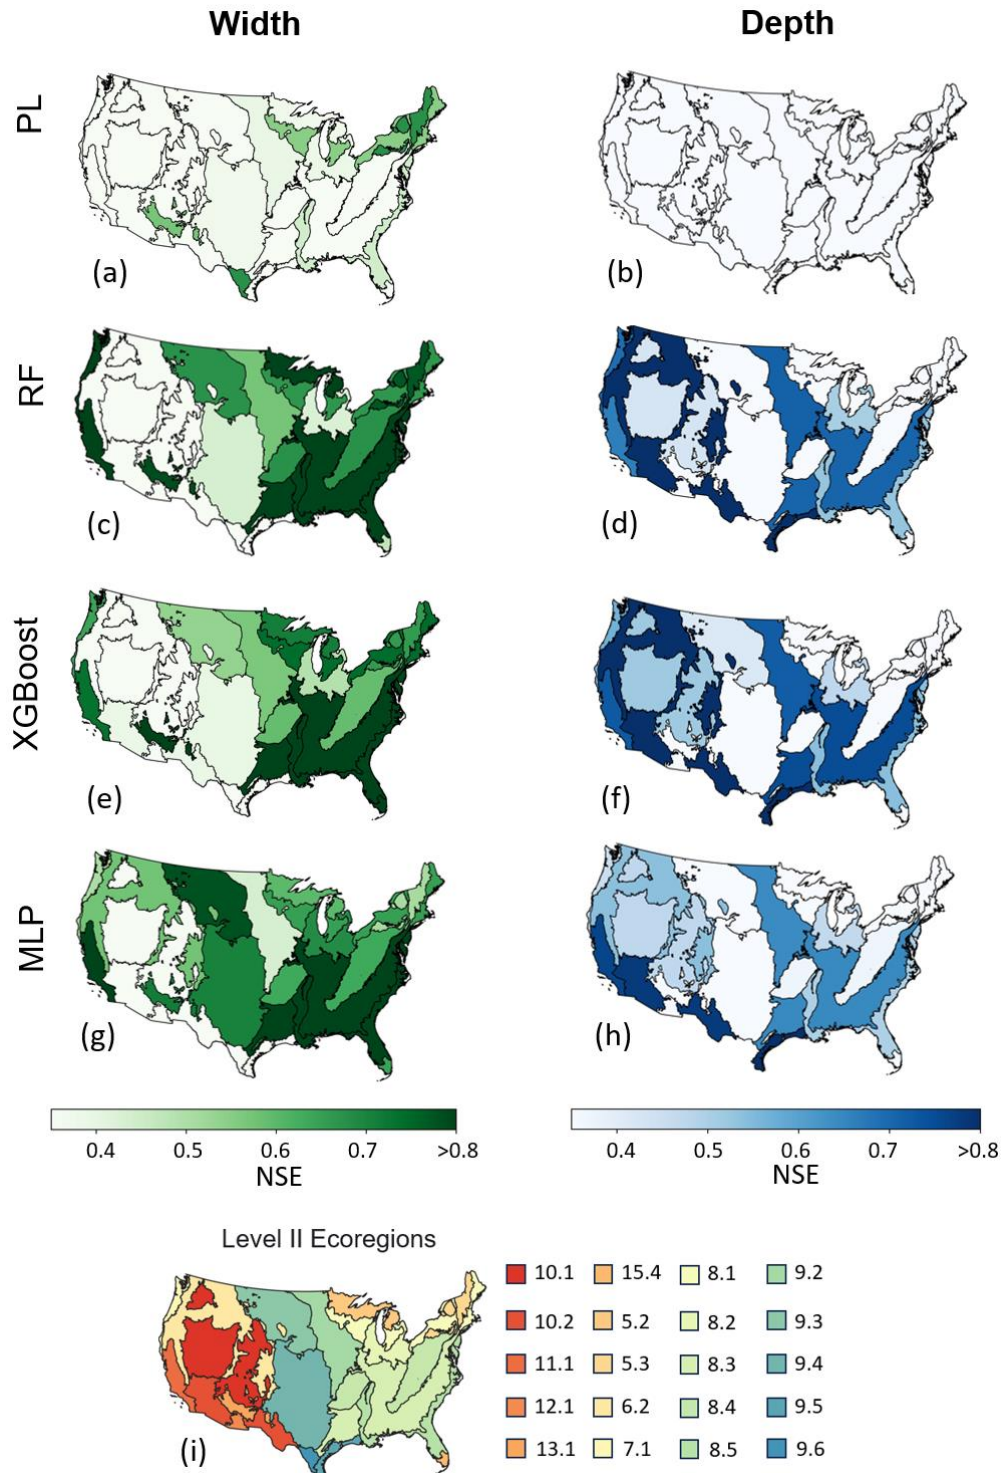 Width Depth
PL
(a) (b)
RF
(c) (d)
XGBoost
(e) (f)
MLP
(g) (h)
0.4 0.5 0.6 0.7 >0.8 0.4 0.5 0.6 0.7 >0.8
NSE NSE
Level II Ecoregions
10.1 15.4 8.1 9.2
10.2 5.2 8.2 9.3
11.1 5.3 8.3 9.4
12.1 6.2 8.4 9.5
13.1 7.1 8.5 9.6
(i)